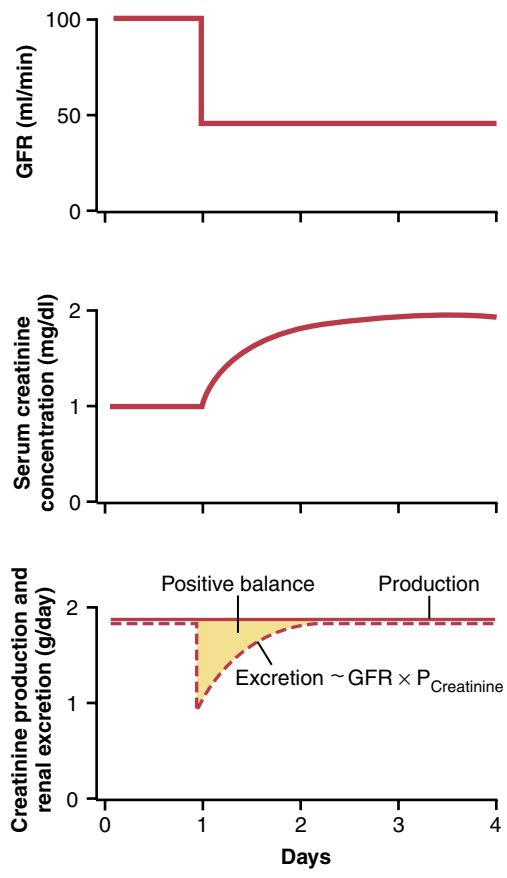 GFR (ml/min)
100
50
0
Serum creatinine
concentration (mg/dl)
2
1
0
Creatinine production and
renal excretion (g/day)
Positive balance
Production
2
Excretion ~ GFR × PCreatinine
1
0
0
1
2
3
4
Days